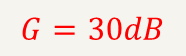 G = 30dB